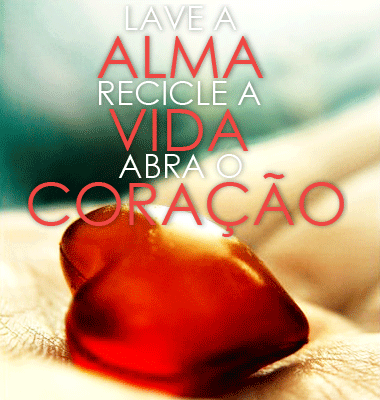 LAVE A
ALMA
RECICLE A
VIDA
ABRA O
CORAÇÃO